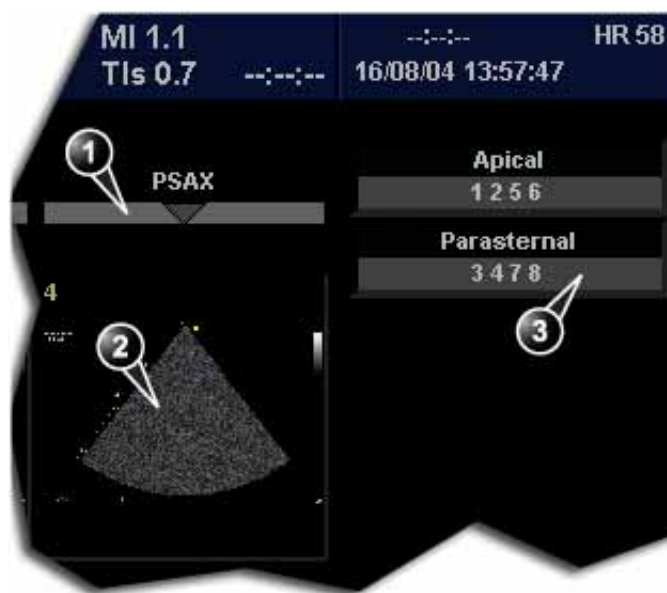 MI 1.1 --:--:-- HR 58
TIs 0.7 --:--:-- 16/08/04 13:57:47
1
PSAX
Apical
1 2 5 6
Parasternal
3 4 7 8
4
2
3